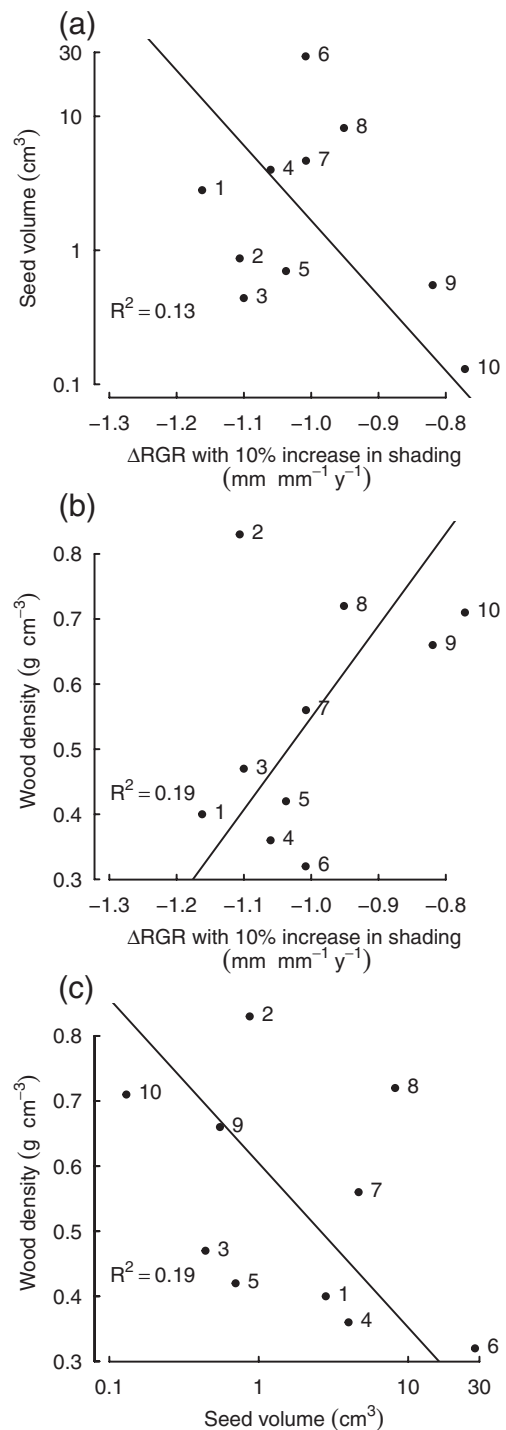 (a)
30
10
1
0.1
Seed volume (cm³)
6
8
7
4
1
2
5
3
9
10
R² = 0.13
−1.3 −1.2 −1.1 −1.0 −0.9 −0.8
ΔRGR with 10% increase in shading
(mm mm⁻¹ y⁻¹)
(b)
0.8
0.7
0.6
0.5
0.4
0.3
Wood density (g cm⁻³)
2
8
10
9
7
3
5
1
4
6
R² = 0.19
−1.3 −1.2 −1.1 −1.0 −0.9 −0.8
ΔRGR with 10% increase in shading
(mm mm⁻¹ y⁻¹)
(c)
0.8
0.7
0.6
0.5
0.4
0.3
Wood density (g cm⁻³)
2
10
8
9
7
3
5
1
4
6
R² = 0.19
0.1 1 10 30
Seed volume (cm³)